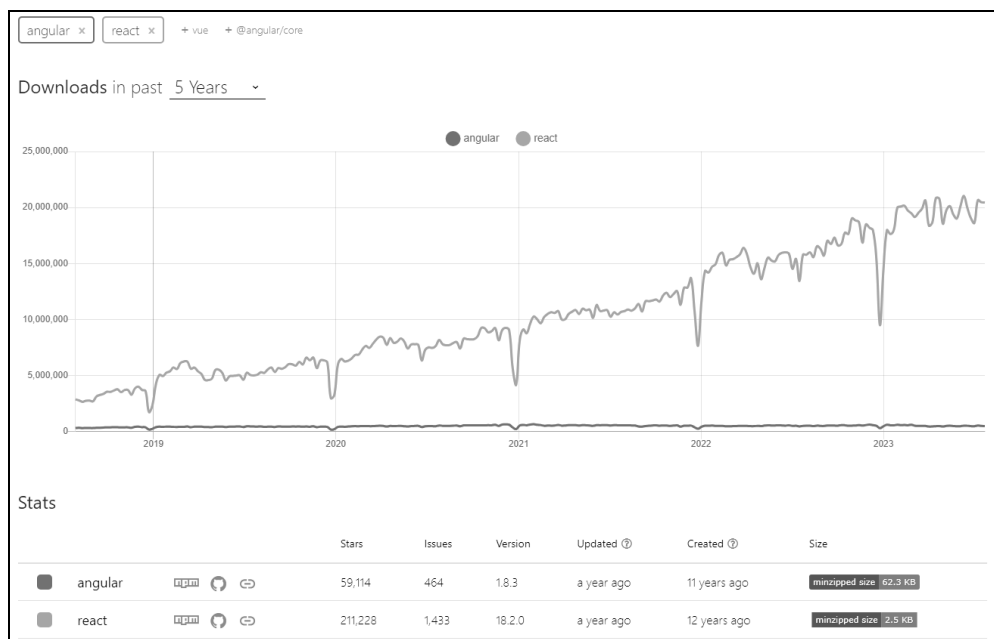 angular × react × + vue + @angular/core
Downloads in past 5 Years
angular react
25,000,000
20,000,000
15,000,000
10,000,000
5,000,000
0
2019 2020 2021 2022 2023
Stats
Stars Issues Version Updated ? Created ? Size
angular npm 59,114 464 1.8.3 a year ago 11 years ago minzipped size 62.3 KB
react npm 211,228 1,433 18.2.0 a year ago 12 years ago minzipped size 2.5 KB